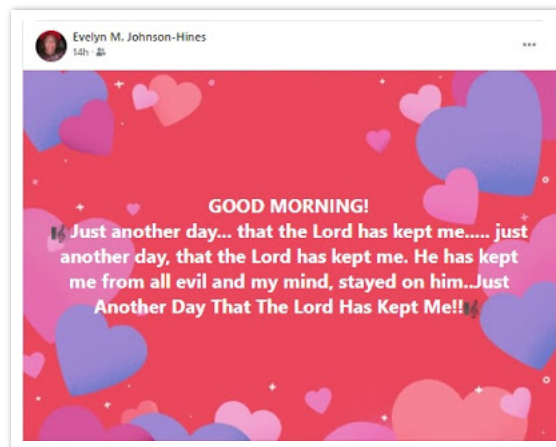 Evelyn M. Johnson-Hines
14h ·
GOOD MORNING!
🎼 Just another day... that the Lord has kept me..... just
another day, that the Lord has kept me. He has kept
me from all evil and my mind, stayed on him..Just
Another Day That The Lord Has Kept Me!!🎼